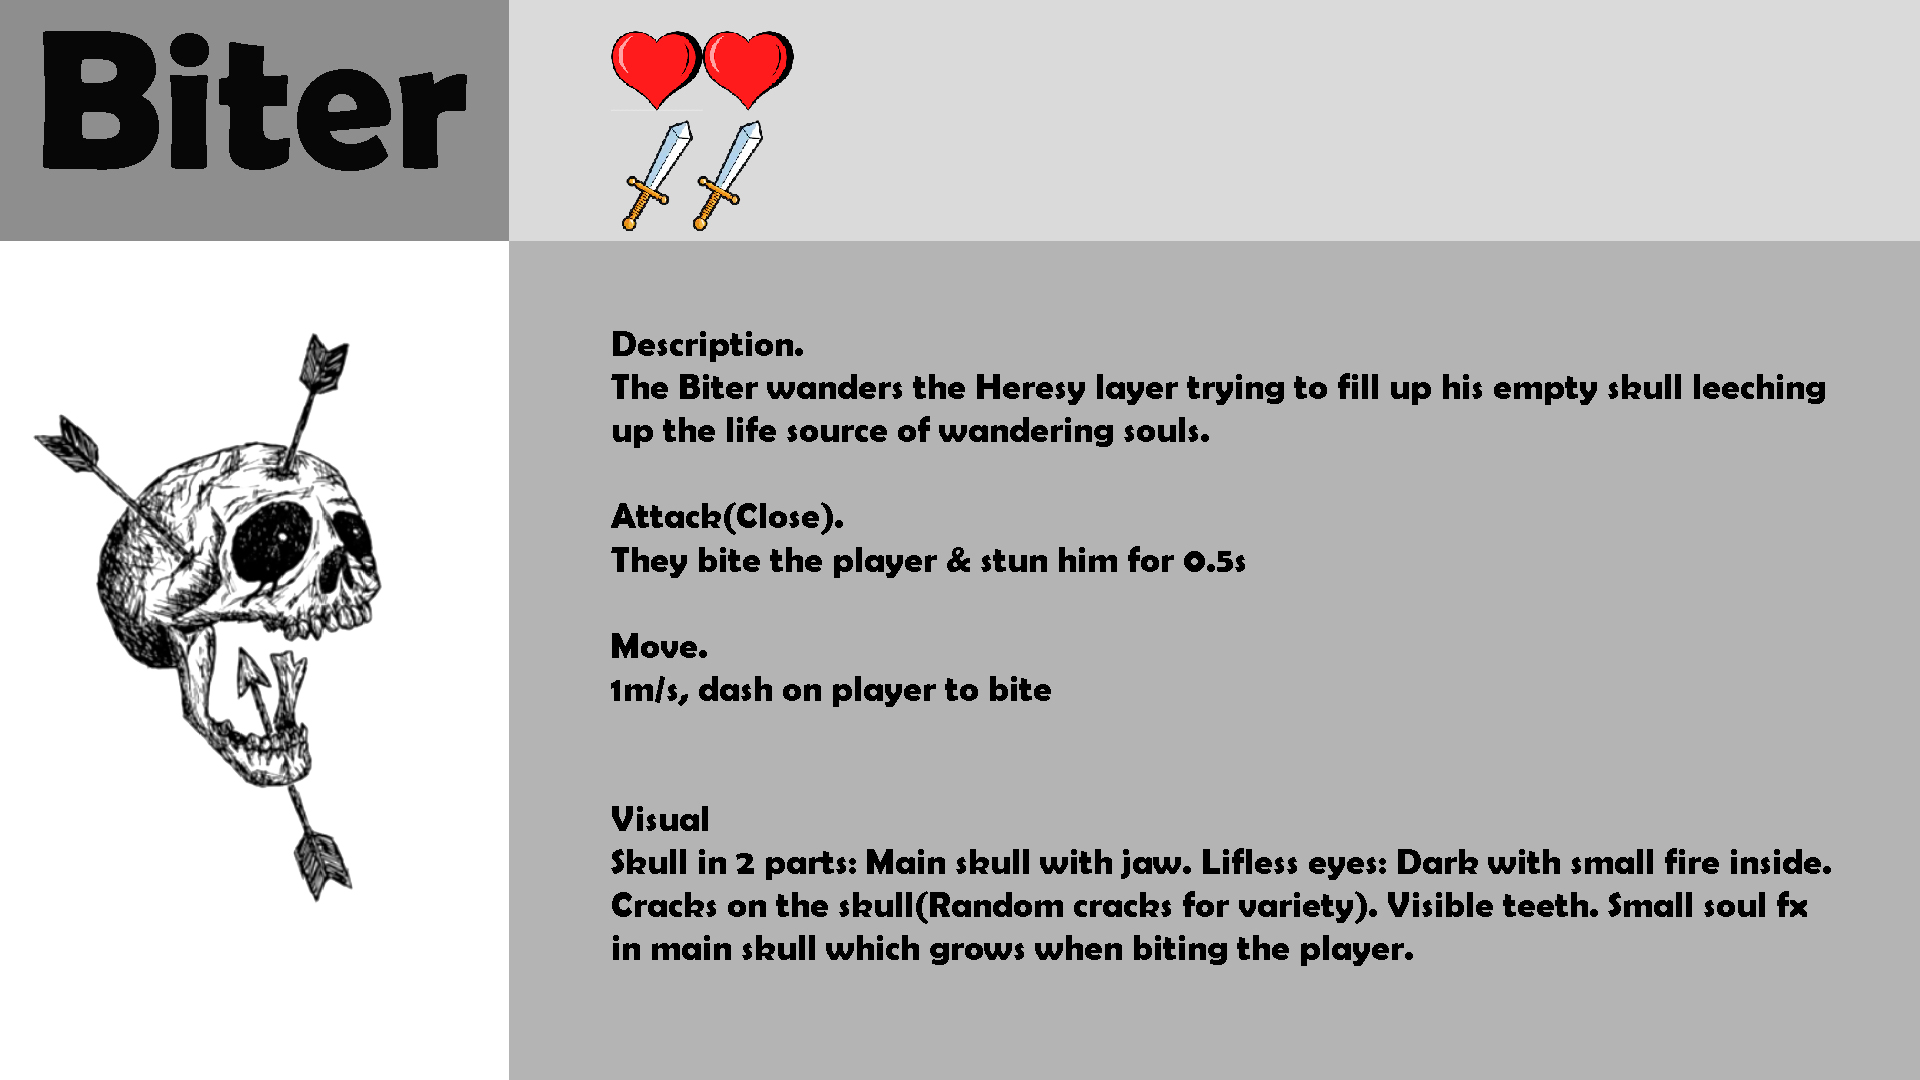 Biter
Description.
The Biter wanders the Heresy layer trying to fill up his empty skull leeching
up the life source of wandering souls.
Attack(Close).
They bite the player & stun him for 0.5s
Move.
1m/s, dash on player to bite
Visual
Skull in 2 parts: Main skull with jaw. Lifless eyes: Dark with small fire inside.
Cracks on the skull(Random cracks for variety). Visible teeth. Small soul fx
in main skull which grows when biting the player.